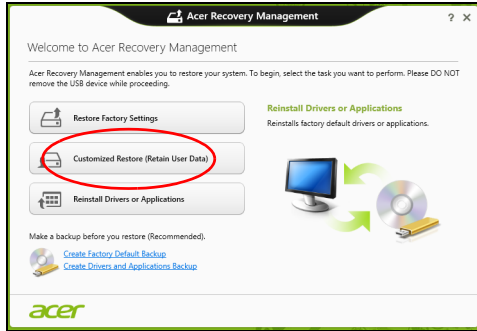 Acer Recovery Management
? X
Welcome to Acer Recovery Management
Acer Recovery Management enables you to restore your system. To begin, select the task you want to perform. Please DO NOT
remove the USB device while proceeding.
Restore Factory Settings
Customized Restore (Retain User Data)
Reinstall Drivers or Applications
Reinstall Drivers or Applications
Reinstalls factory default drivers or applications.
Make a backup before you restore (Recommended).
Create Factory Default Backup
Create Drivers and Applications Backup
acer